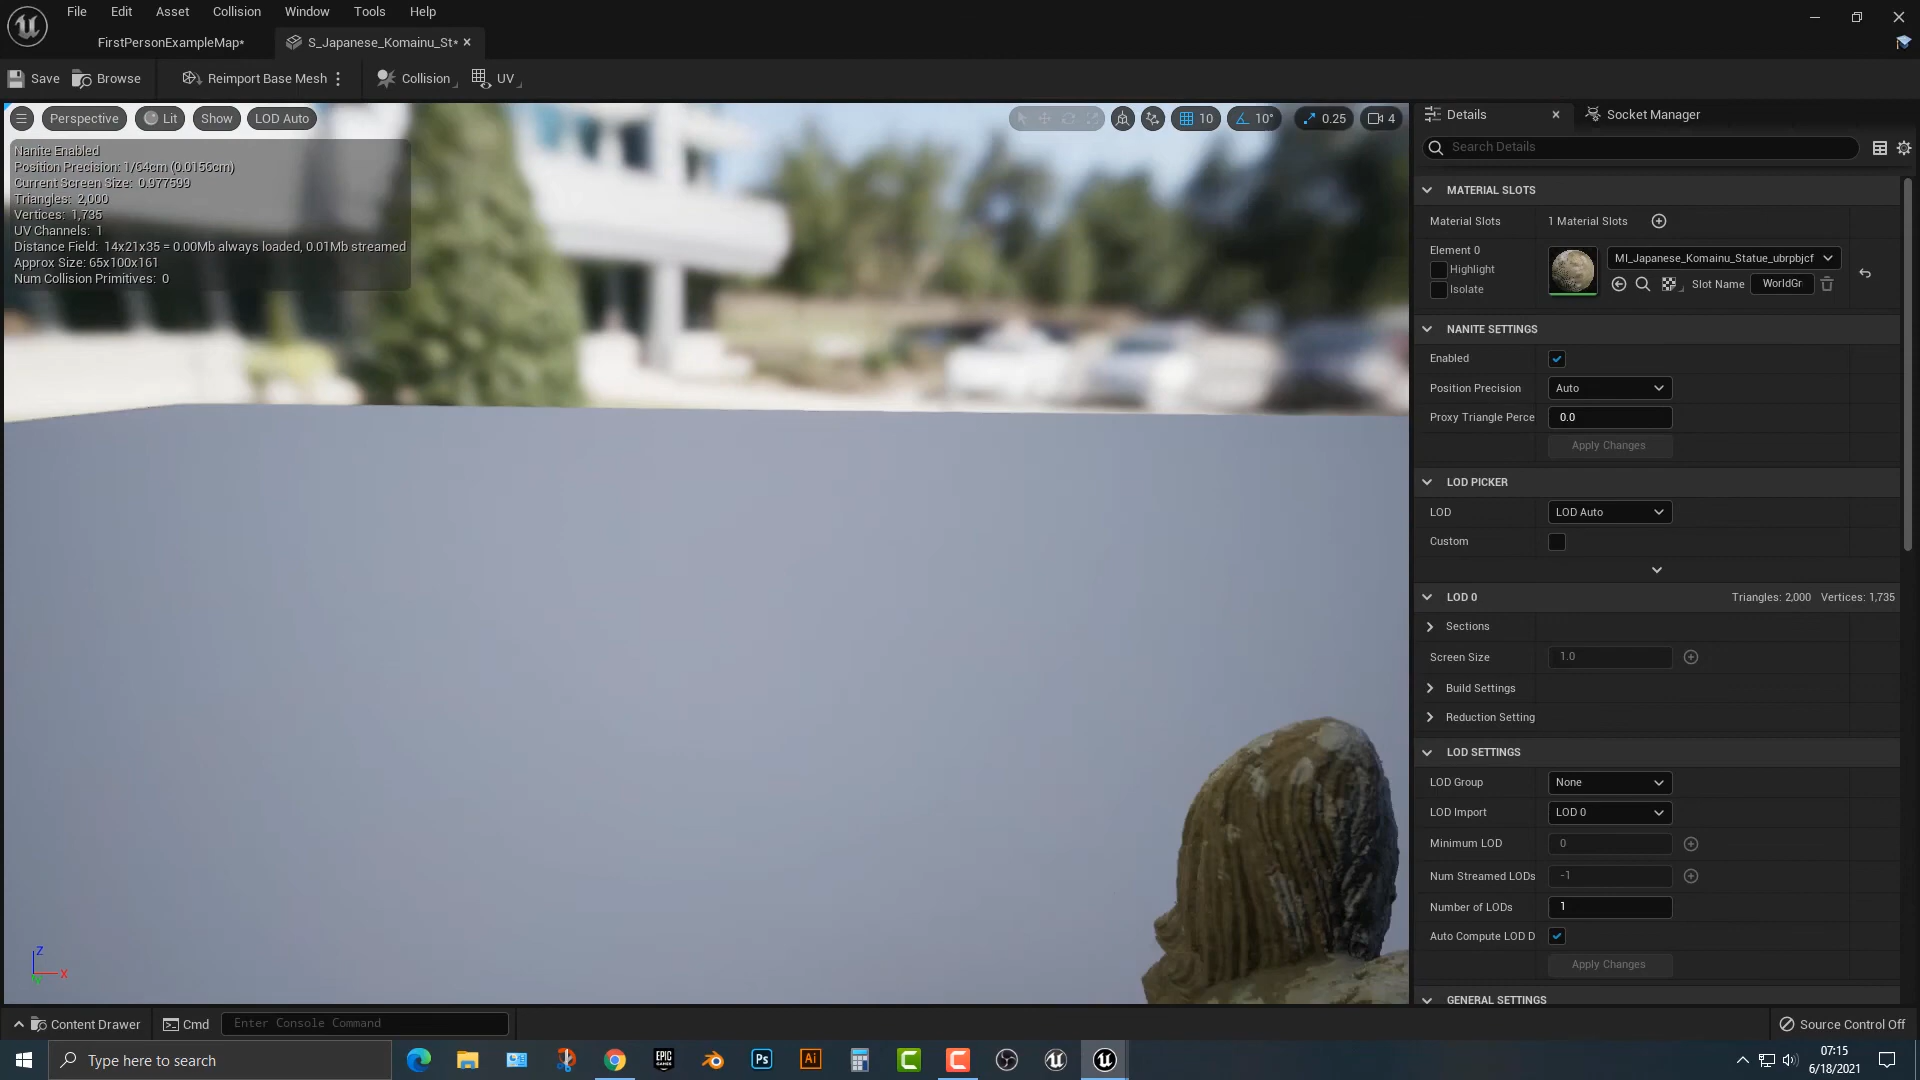 File Edit Asset Collision Window Tools Help
FirstPersonExampleMap*
S_Japanese_Komainu_St*
Save Browse Reimport Base Mesh Collision UV
Perspective Lit Show LOD Auto
10 10° 0.25 4
Nanite Enabled
Position Precision: 1/64cm (0.0156cm)
Current Screen Size: 0.977599
Triangles: 2,000
Vertices: 1,735
UV Channels: 1
Distance Field: 14x21x35 = 0.00Mb always loaded, 0.01Mb streamed
Approx Size: 65x100x161
Num Collision Primitives: 0
Z
X
Y
Details Socket Manager
Search Details
MATERIAL SLOTS
Material Slots 1 Material Slots
Element 0
Highlight
Isolate
MI_Japanese_Komainu_Statue_ubrpbjcf
Slot Name WorldGr
NANITE SETTINGS
Enabled
Position Precision Auto
Proxy Triangle Perce 0.0
Apply Changes
LOD PICKER
LOD LOD Auto
Custom
LOD 0 Triangles: 2,000 Vertices: 1,735
Sections
Screen Size 1.0
Build Settings
Reduction Setting
LOD SETTINGS
LOD Group None
LOD Import LOD 0
Minimum LOD 0
Num Streamed LODs -1
Number of LODs 1
Auto Compute LOD D
Apply Changes
GENERAL SETTINGS
Content Drawer Cmd Enter Console Command Source Control Off
Type here to search
EPIC GAMES
Ps
Ai
07:15
6/18/2021